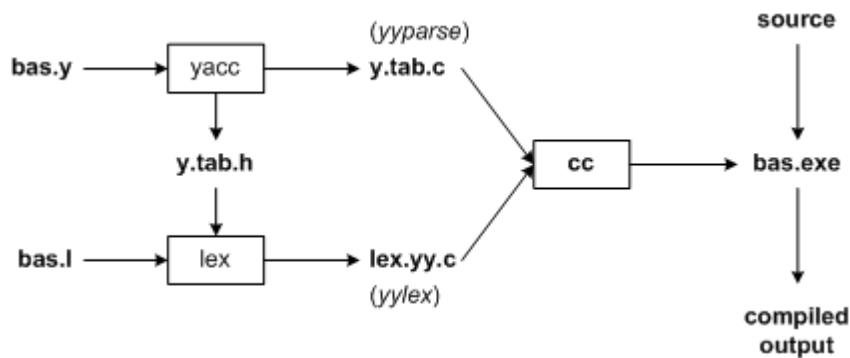 (yyparse)
source
bas.y
yacc
y.tab.c
y.tab.h
cc
bas.exe
bas.l
lex
lex.yy.c
(yylex)
compiled
output